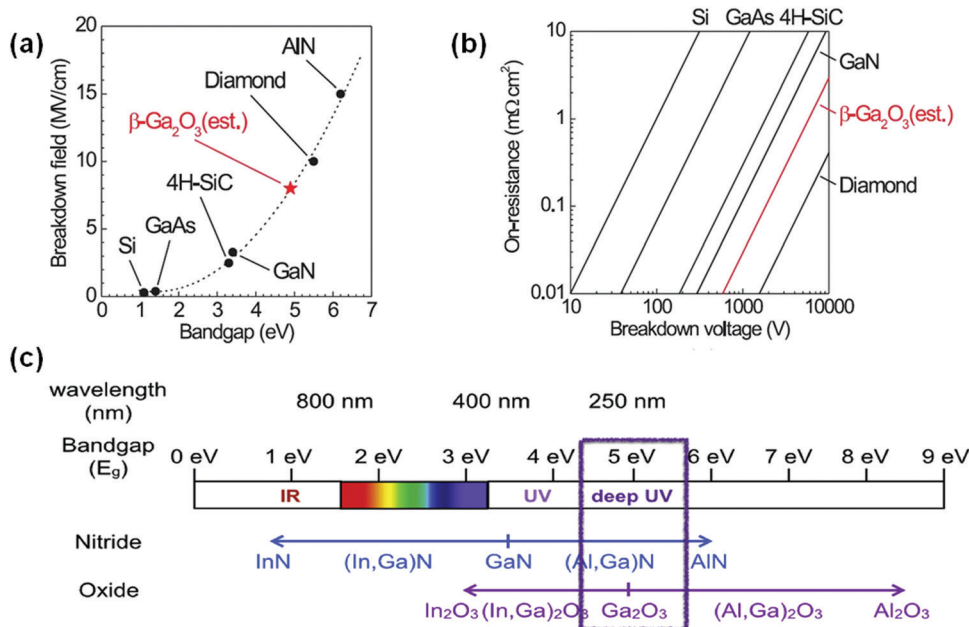 (a)
20
15
10
5
0
0 1 2 3 4 5 6 7
Breakdown field (MV/cm)
Bandgap (eV)
AlN
Diamond
β-Ga₂O₃(est.)
4H-SiC
GaAs
Si
GaN
(b)
Si GaAs 4H-SiC
GaN
β-Ga₂O₃(est.)
Diamond
10
1
0.1
0.01
10 100 1000 10000
On-resistance (mΩ cm²)
Breakdown voltage (V)
(c)
wavelength
(nm)
800 nm 400 nm 250 nm
Bandgap
(E₉)
0 eV 1 eV 2 eV 3 eV 4 eV 5 eV 6 eV 7 eV 8 eV 9 eV
IR UV deep UV
Nitride
InN (In,Ga)N GaN (Al,Ga)N AlN
Oxide
In₂O₃ (In,Ga)₂O₃ Ga₂O₃ (Al,Ga)₂O₃ Al₂O₃